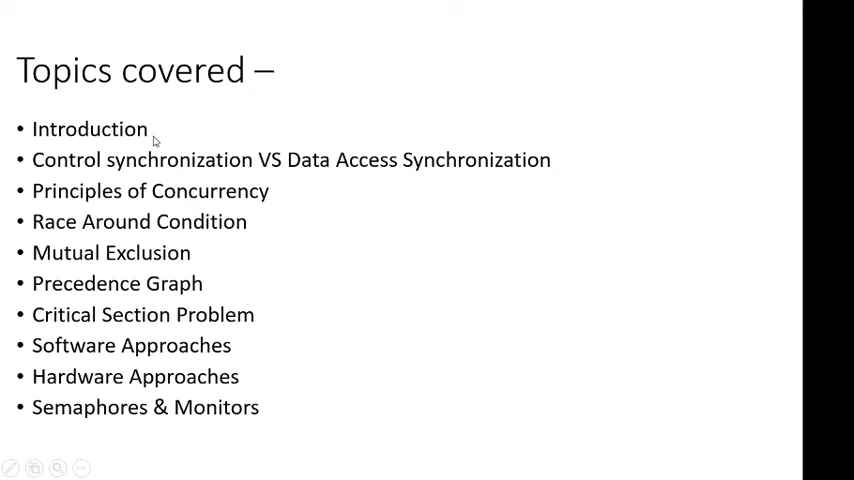 Topics covered –
• Introduction
• Control synchronization VS Data Access Synchronization
• Principles of Concurrency
• Race Around Condition
• Mutual Exclusion
• Precedence Graph
• Critical Section Problem
• Software Approaches
• Hardware Approaches
• Semaphores & Monitors